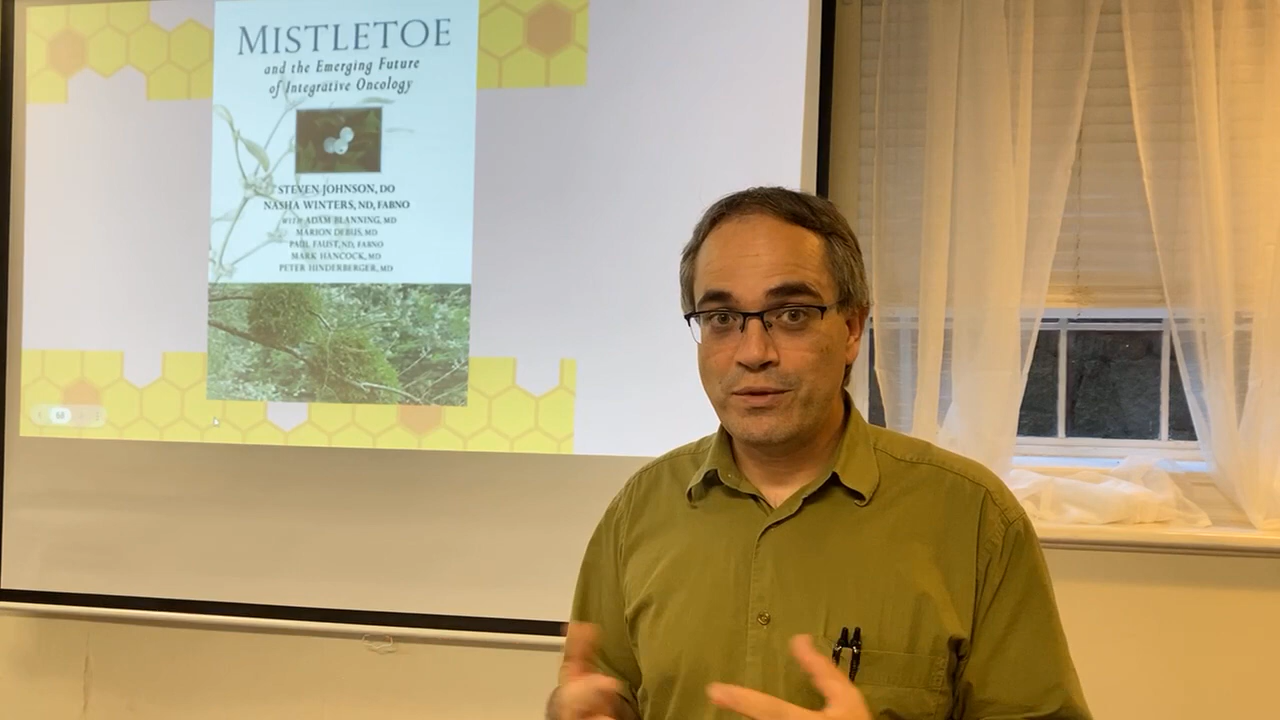 MISTLETOE
and the Emerging Future
of Integrative Oncology
STEVEN JOHNSON, DO
NASHA WINTERS, ND, FABNO
WITH ADAM BLANNING, MD
MARION DEBUS, MD
PAUL FAUST, ND, FABNO
MARK HANCOCK, MD
PETER HINDERBERGER, MD